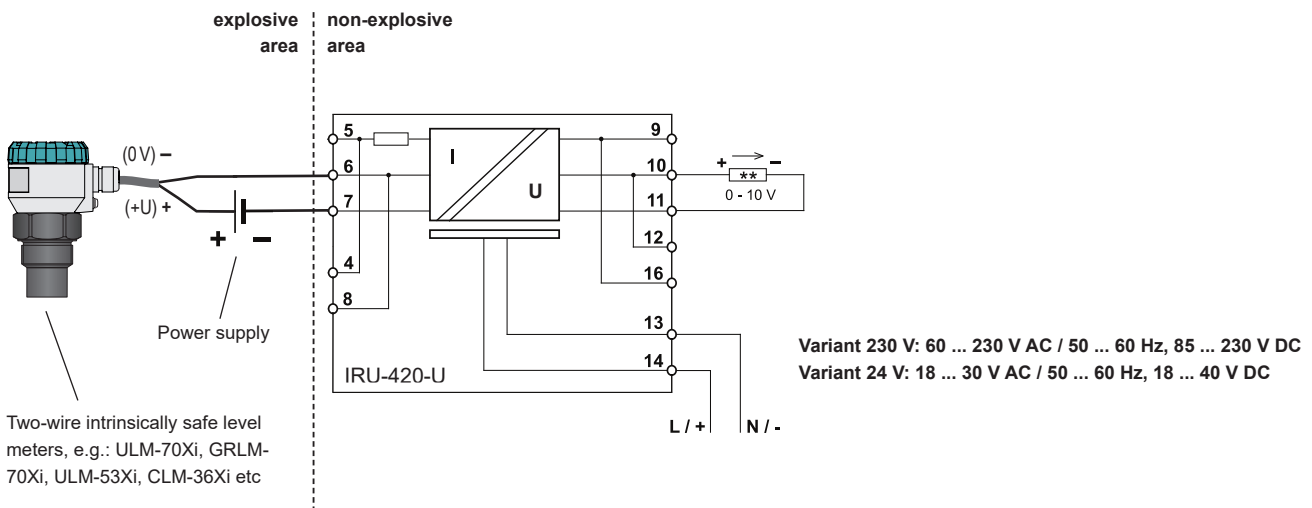 explosive
area
non-explosive
area
(0 V) –
(+U) +
+ –
Power supply
Two-wire intrinsically safe level
meters, e.g.: ULM-70Xi, GRLM-
70Xi, ULM-53Xi, CLM-36Xi etc
5
6
7
4
8
I
U
9
10
11
12
16
13
14
IRU-420-U
+ –
**
0 - 10 V
L / +
N / -
Variant 230 V: 60 ... 230 V AC / 50 ... 60 Hz, 85 ... 230 V DC
Variant 24 V: 18 ... 30 V AC / 50 ... 60 Hz, 18 ... 40 V DC